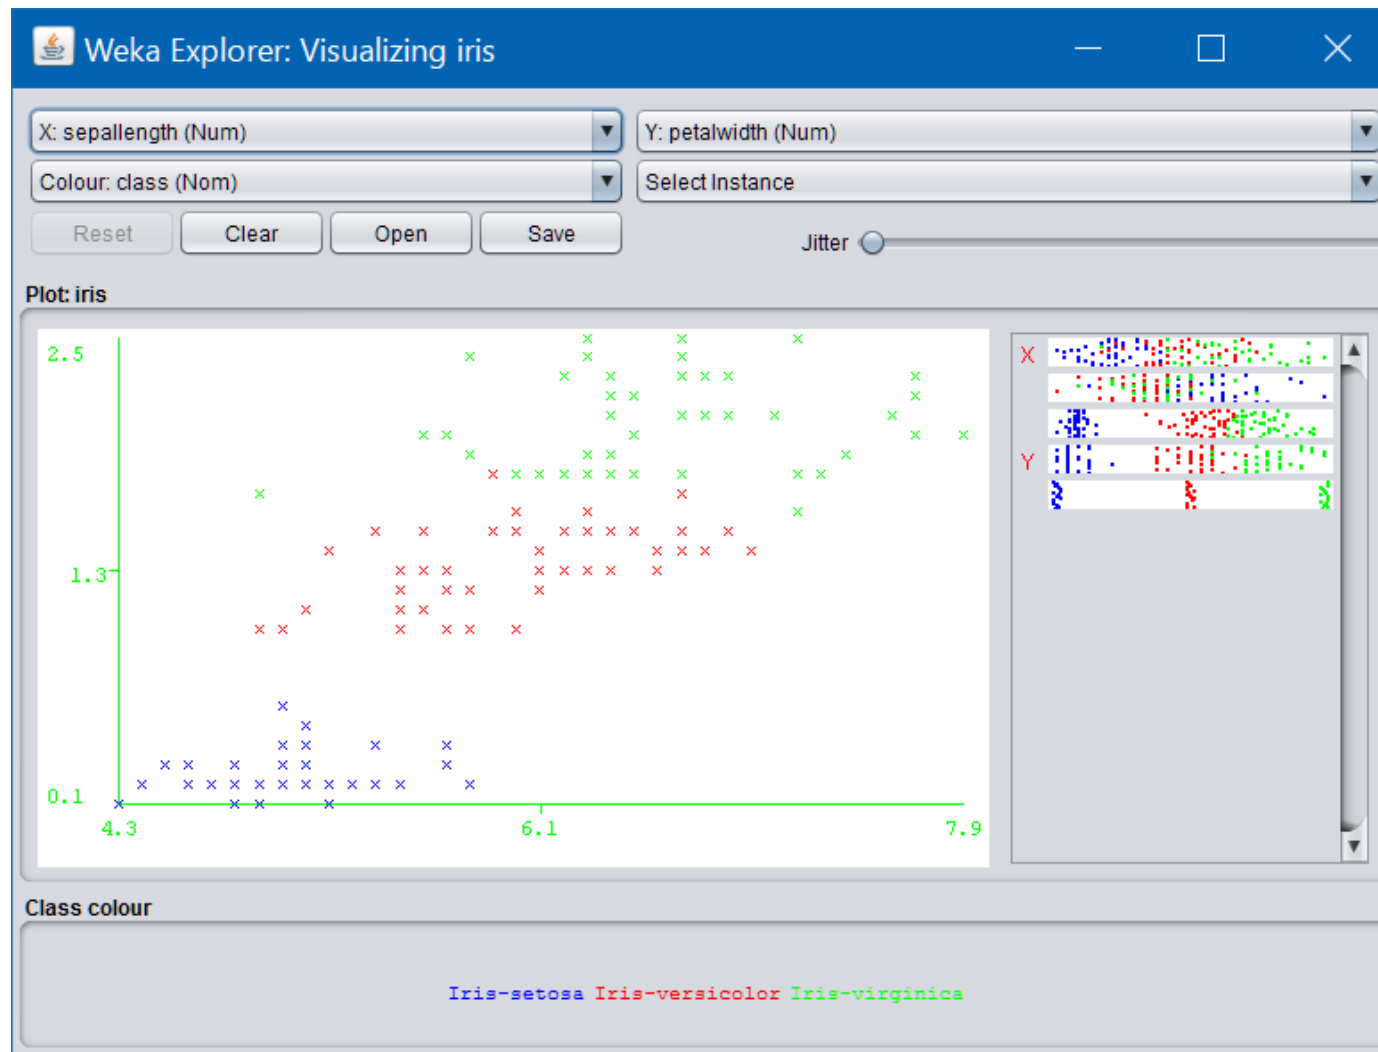 Weka Explorer: Visualizing iris
X: sepallength (Num) Y: petalwidth (Num)
Colour: class (Nom) Select Instance
Reset Clear Open Save Jitter
Plot: iris
2.5
1.3
0.1
4.3 6.1 7.9
X
Y
Class colour
Iris-setosa Iris-versicolor Iris-virginica